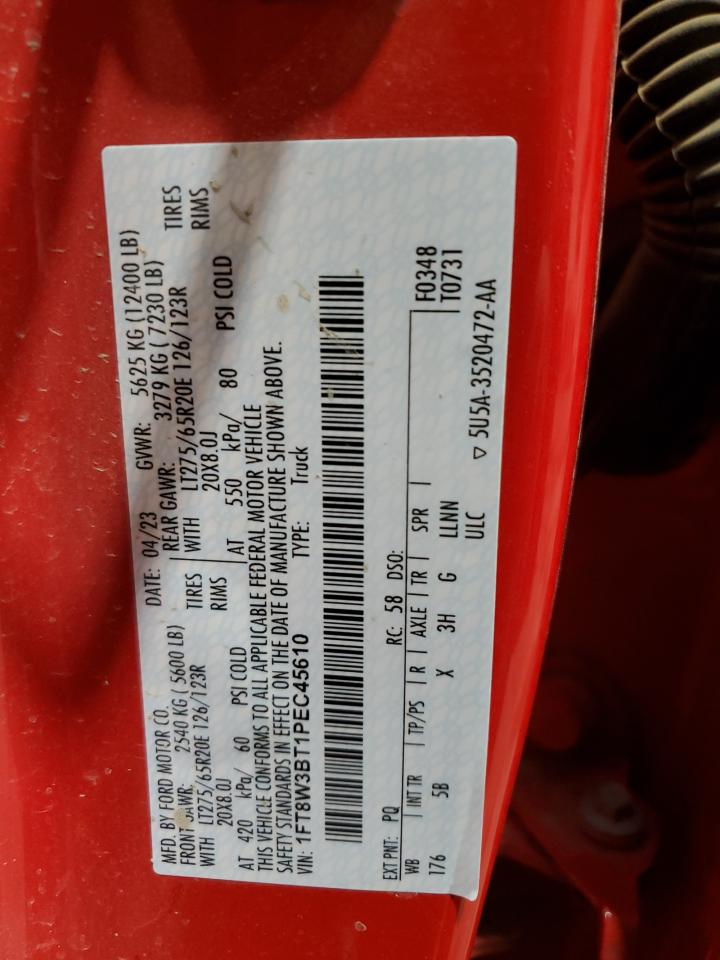 MFD. BY FORD MOTOR CO.
DATE: 04/23 GVWR: 5625 KG (12400 LB)
FRONT GAWR: 2540 KG ( 5600 LB) REAR GAWR: 3279 KG ( 7230 LB)
WITH LT275/65R20E 126/123R TIRES WITH LT275/65R20E 126/123R TIRES
20X8.0J RIMS 20X8.0J RIMS
AT 420 kPa/ 60 PSI COLD AT 550 kPa/ 80 PSI COLD
THIS VEHICLE CONFORMS TO ALL APPLICABLE FEDERAL MOTOR VEHICLE
SAFETY STANDARDS IN EFFECT ON THE DATE OF MANUFACTURE SHOWN ABOVE.
VIN: 1FT8W3BT1PEC45610 TYPE: Truck
EXT PNT: PQ RC: 58 DSO: F0348
WB INT TR TP/PS R AXLE TR SPR T0731
176 5B X 3H G LLNN
ULC ▽ 5U5A-3520472-AA